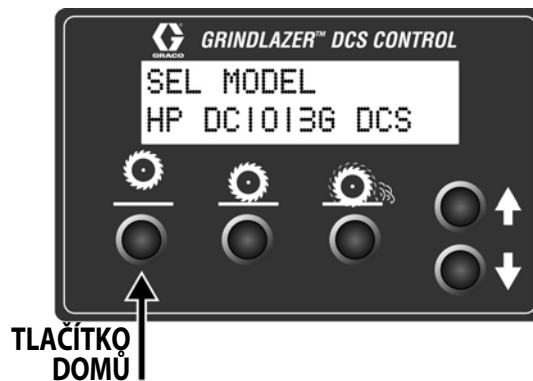 GRACO
GRINDLAZER™ DCS CONTROL
SEL MODEL
HP DC1013G DCS
TLAČÍTKO
DOMŮ